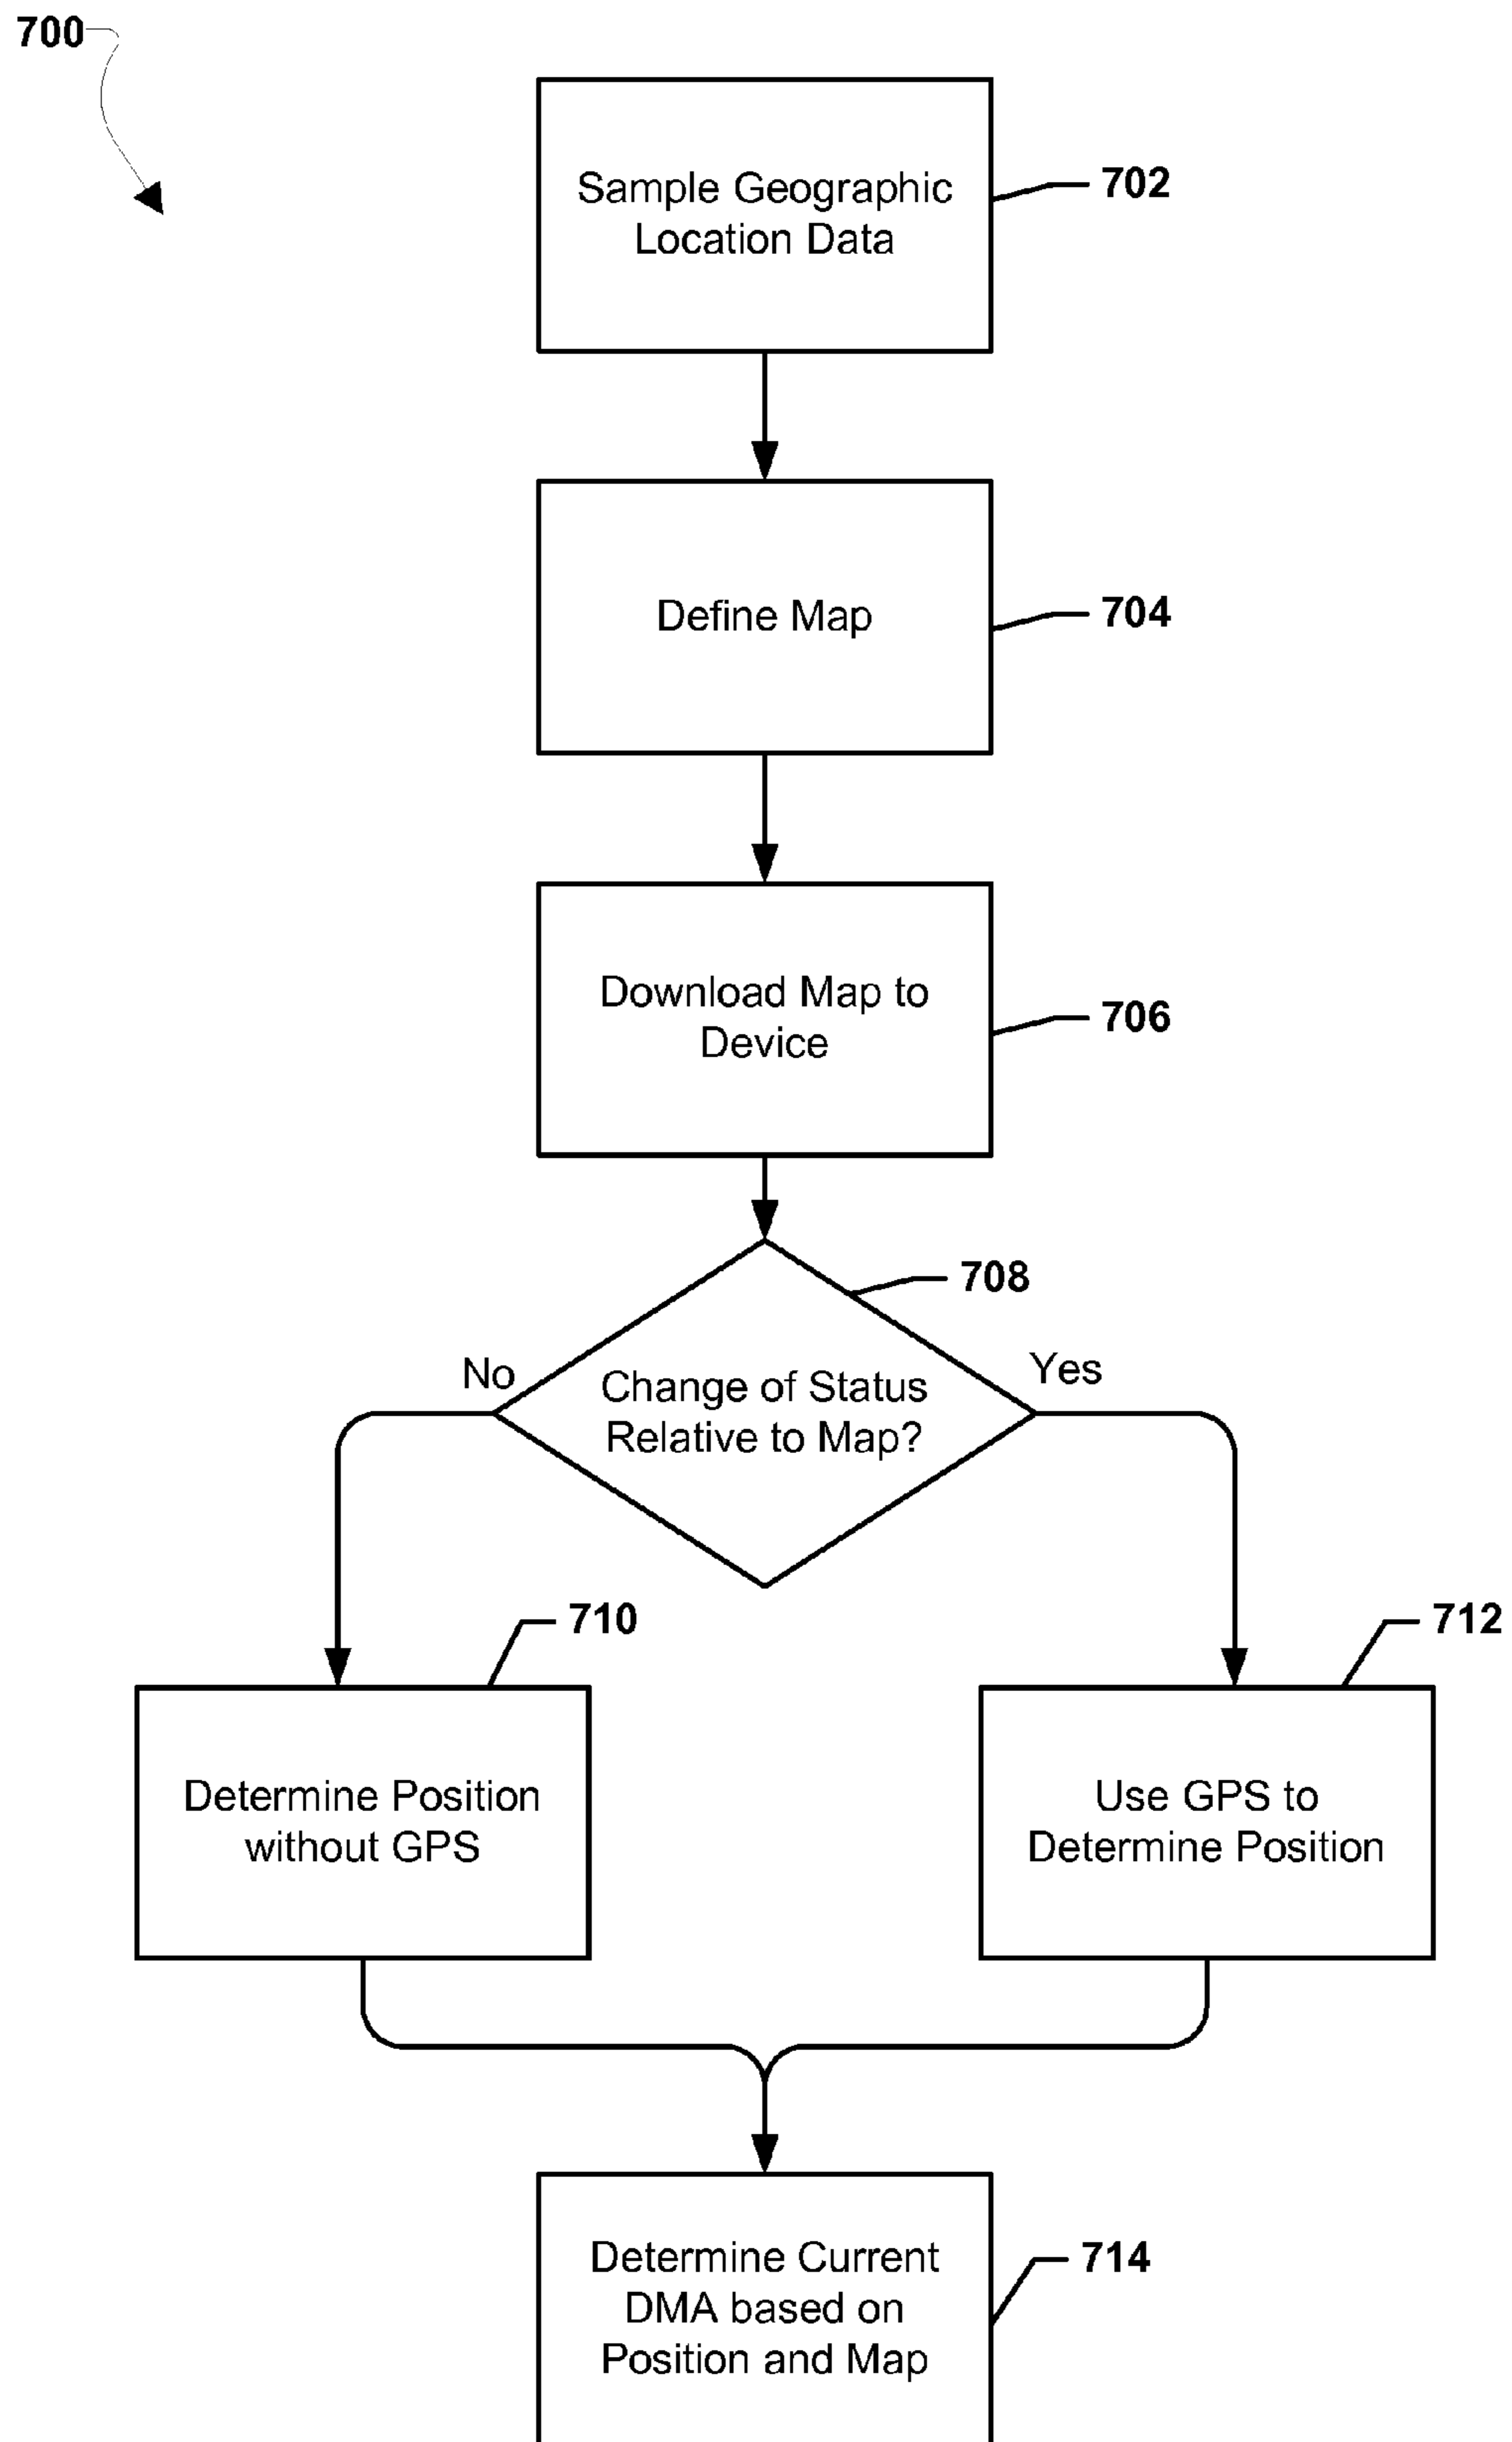 700
Sample Geographic
Location Data
702
Define Map
704
Download Map to
Device
706
708
No
Yes
Change of Status
Relative to Map?
710
712
Determine Position
without GPS
Use GPS to
Determine Position
Determine Current
DMA based on
Position and Map
714